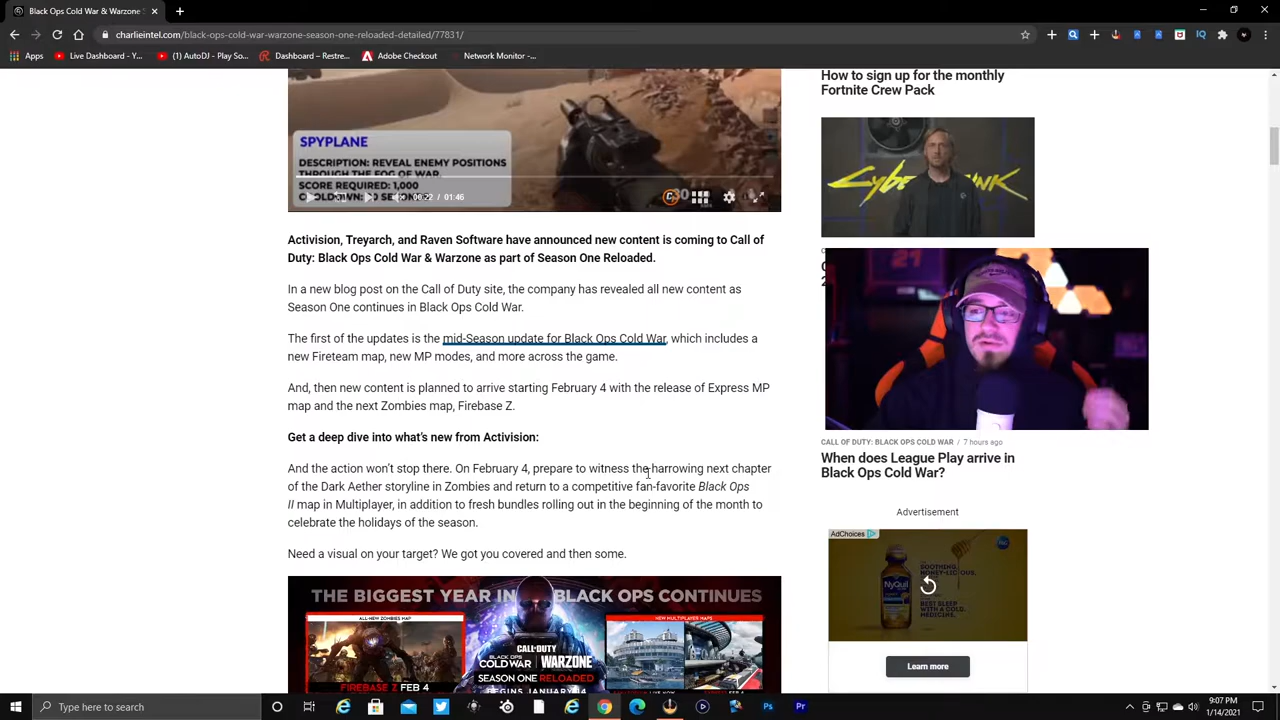 Black Ops Cold War & Warzone S
charlieintel.com/black-ops-cold-war-warzone-season-one-reloaded-detailed/77831/
Apps
Live Dashboard - Y...
(1) AutoDJ - Play So...
Dashboard – Restre...
Adobe Checkout
Network Monitor -...
SPYPLANE
DESCRIPTION: REVEAL ENEMY POSITIONS
THROUGH THE FOG OF WAR
SCORE REQUIRED: 1,000
00:22 / 01:46
Activision, Treyarch, and Raven Software have announced new content is coming to Call of
Duty: Black Ops Cold War & Warzone as part of Season One Reloaded.
In a new blog post on the Call of Duty site, the company has revealed all new content as
Season One continues in Black Ops Cold War.
The first of the updates is the mid-Season update for Black Ops Cold War, which includes a
new Fireteam map, new MP modes, and more across the game.
And, then new content is planned to arrive starting February 4 with the release of Express MP
map and the next Zombies map, Firebase Z.
Get a deep dive into what's new from Activision:
And the action won't stop there. On February 4, prepare to witness the harrowing next chapter
of the Dark Aether storyline in Zombies and return to a competitive fan-favorite Black Ops
II map in Multiplayer, in addition to fresh bundles rolling out in the beginning of the month to
celebrate the holidays of the season.
Need a visual on your target? We got you covered and then some.
THE BIGGEST YEAR IN BLACK OPS CONTINUES
ALL-NEW ZOMBIES MAP
FIREBASE Z FEB 4
CALL OF DUTY
BLACK OPS
COLD WAR
WARZONE
SEASON ONE RELOADED
NEW MULTIPLAYER MAPS
How to sign up for the monthly
Fortnite Crew Pack
21
CALL OF DUTY: BLACK OPS COLD WAR / 7 hours ago
When does League Play arrive in
Black Ops Cold War?
Advertisement
AdChoices
P&G
SOOTHING,
HONEY-LIC-IOUS.
NyQuil
BEST SLEEP
WITH A COLD,
MEDICINE.
Learn more
Type here to search
Ps
Pr
9:07 PM
1/14/2021